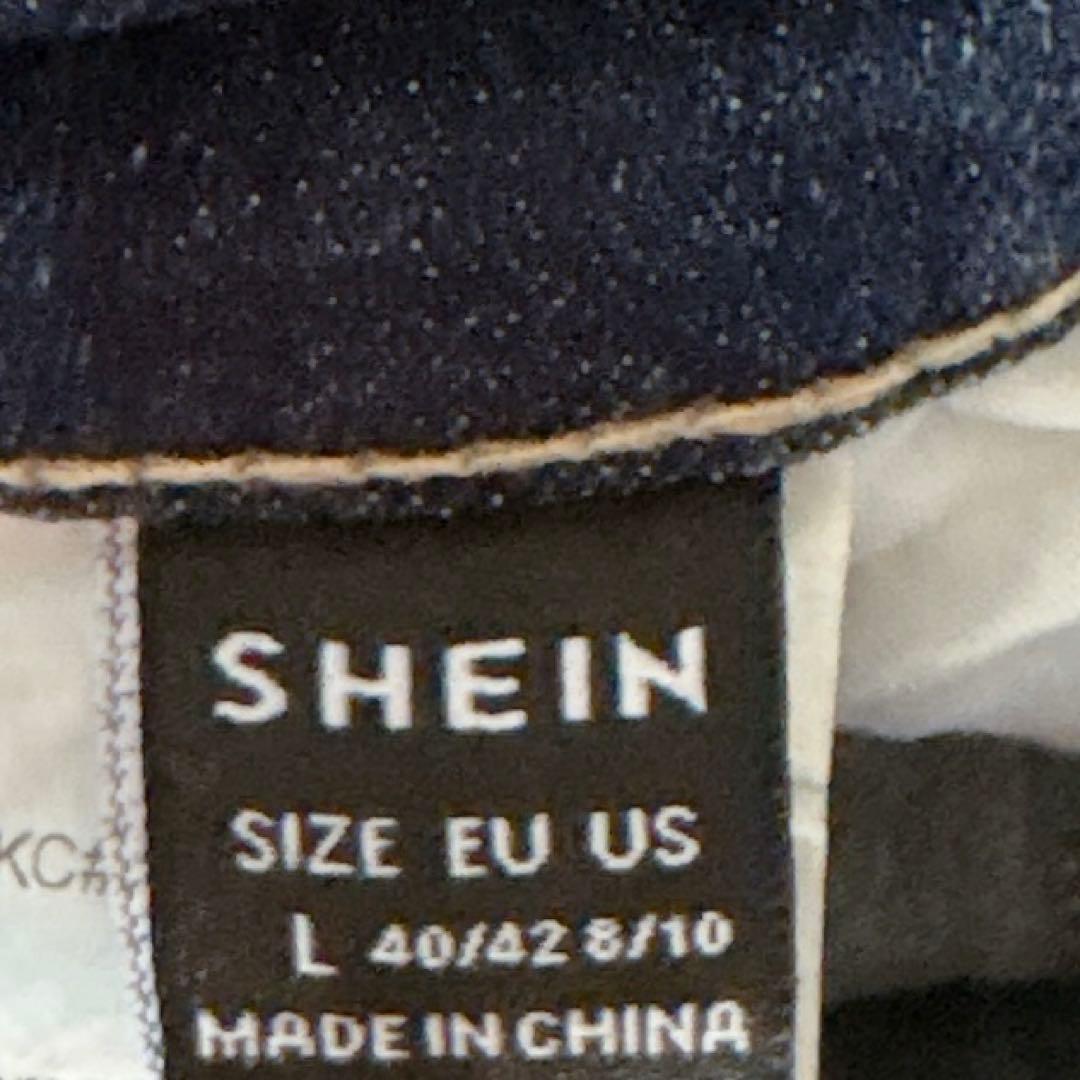 SHEIN
SIZE EU US
L 40/42 8/10
MADE IN CHINA